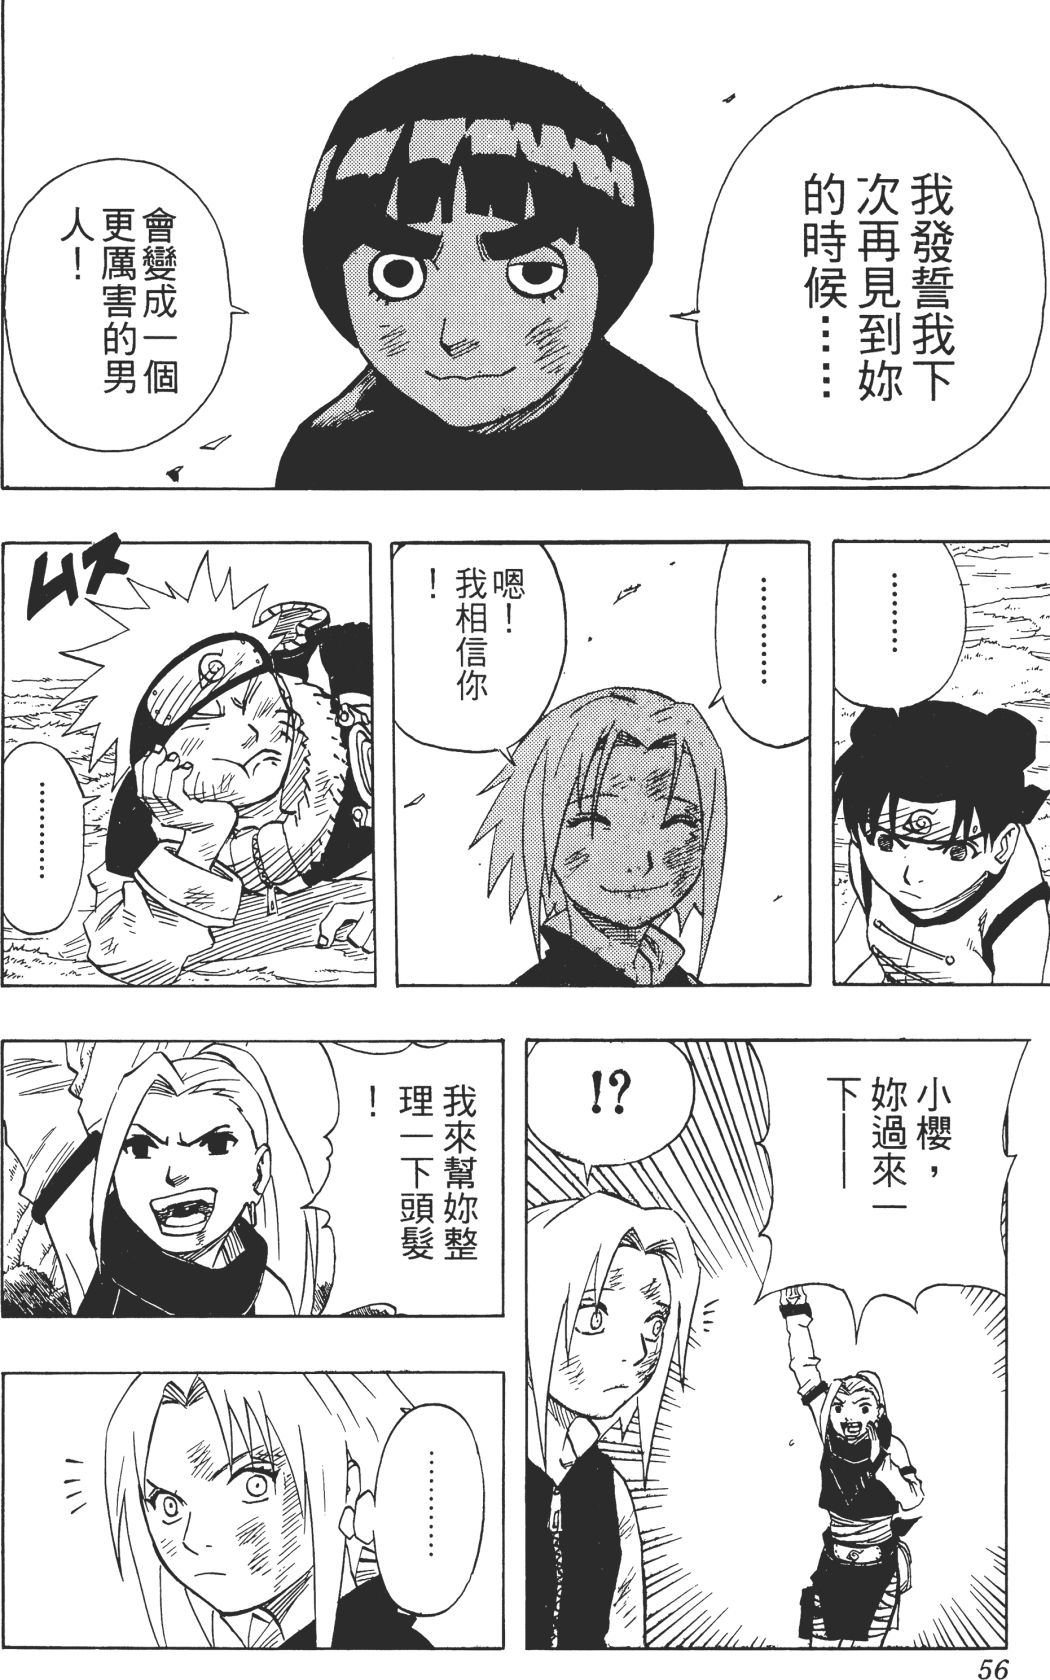 我發誓我下
次再見到妳
的時候……
會變成一個
更厲害的男
人！
………
………
嗯！
我相信你
！
ムス
………
小櫻，
妳過來一
下——
!?
我來幫妳整
理一下頭髮
！
………
56